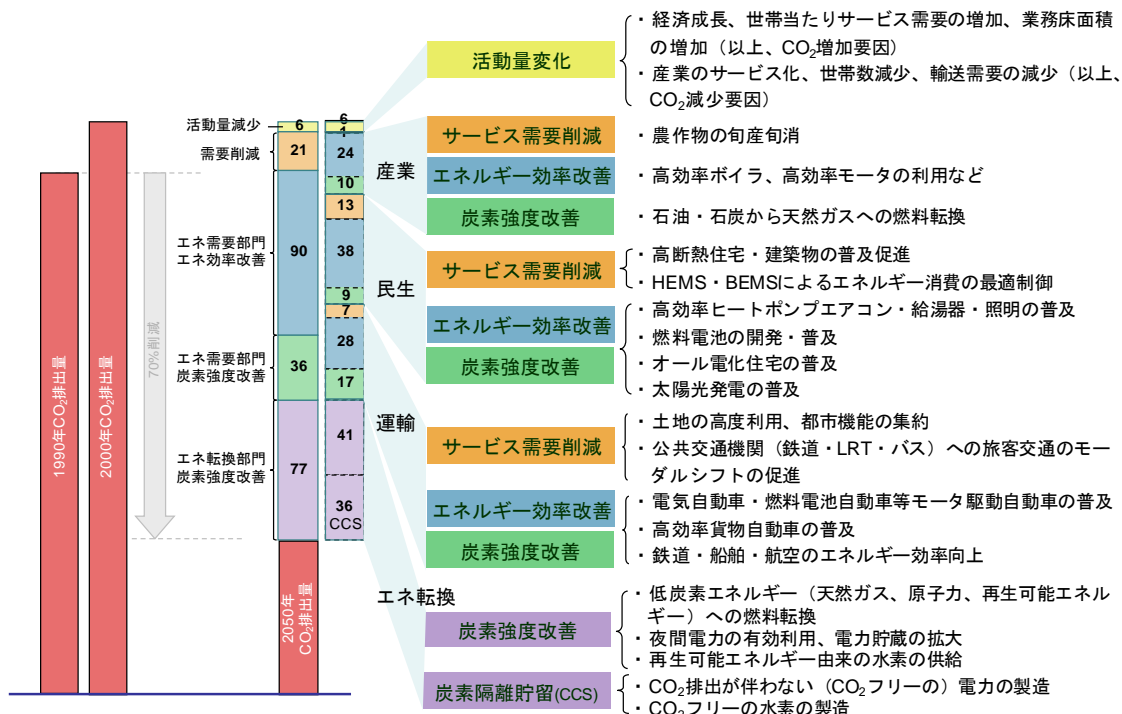 ・経済成長、世帯当たりサービス需要の増加、業務床面積
の増加（以上、CO₂増加要因）
・産業のサービス化、世帯数減少、輸送需要の減少（以上、
CO₂減少要因）
活動量変化
活動量減少
需要削減
エネ需要部門
エネ効率改善
エネ需要部門
炭素強度改善
エネ転換部門
炭素強度改善
1990年CO₂排出量
2000年CO₂排出量
70%削減
6
21
90
36
77
2050年
CO₂排出量
6
1
24
10
13
38
9
7
28
17
41
36
CCS
産業
サービス需要削減
・農作物の旬産旬消
エネルギー効率改善
・高効率ボイラ、高効率モータの利用など
炭素強度改善
・石油・石炭から天然ガスへの燃料転換
民生
サービス需要削減
・高断熱住宅・建築物の普及促進
・HEMS・BEMSによるエネルギー消費の最適制御
エネルギー効率改善
炭素強度改善
・高効率ヒートポンプエアコン・給湯器・照明の普及
・燃料電池の開発・普及
・オール電化住宅の普及
・太陽光発電の普及
運輸
サービス需要削減
・土地の高度利用、都市機能の集約
・公共交通機関（鉄道・LRT・バス）への旅客交通のモー
ダルシフトの促進
エネルギー効率改善
炭素強度改善
・電気自動車・燃料電池自動車等モータ駆動自動車の普及
・高効率貨物自動車の普及
・鉄道・船舶・航空のエネルギー効率向上
エネ転換
炭素強度改善
・低炭素エネルギー（天然ガス、原子力、再生可能エネル
ギー）への燃料転換
・夜間電力の有効利用、電力貯蔵の拡大
・再生可能エネルギー由来の水素の供給
炭素隔離貯留(CCS)
・CO₂排出が伴わない（CO₂フリーの）電力の製造
・CO₂フリーの水素の製造